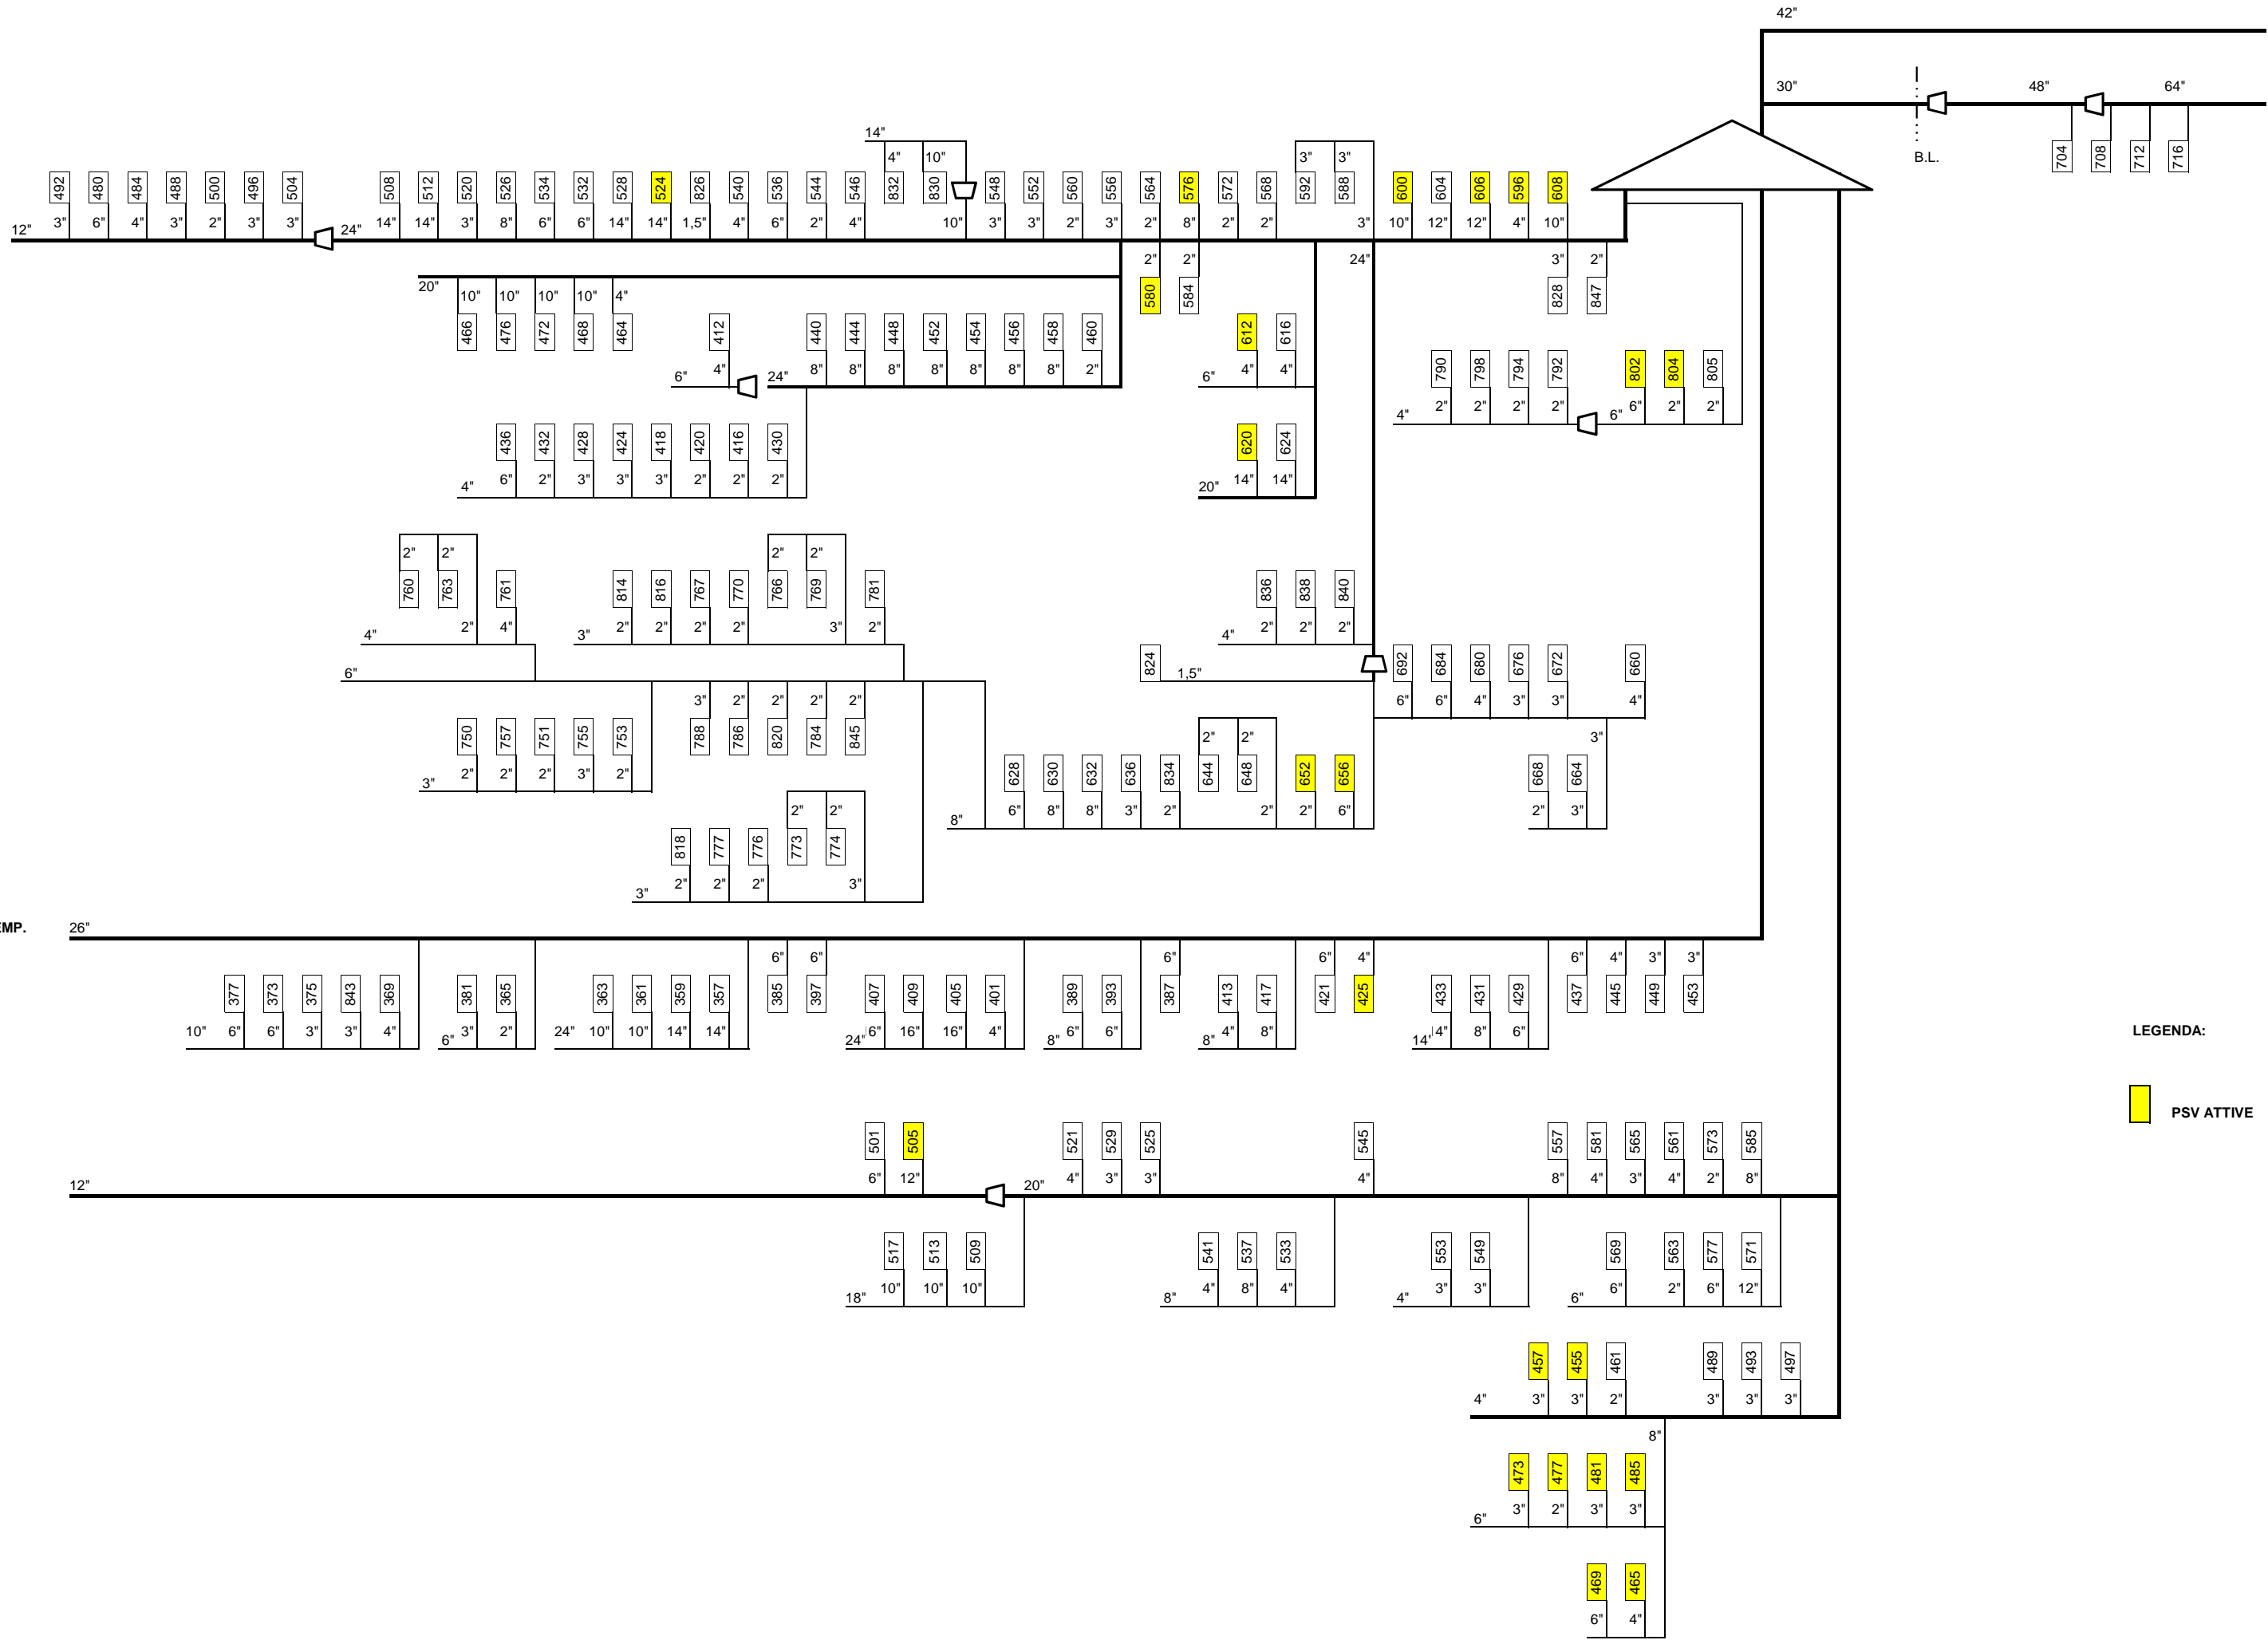 42"
30" 48" 64"
B.L.
704 708 712 716
14"
4" 10" 3" 3"
492 480 484 488 500 496 504 508 512 520 526 534 532 528 524 826 540 536 544 546 832 830 548 552 560 556 564 576 572 568 592 588 600 604 606 596 608
12" 3" 6" 4" 3" 2" 3" 3" 24" 14" 14" 3" 8" 6" 6" 14" 14" 1,5" 4" 6" 2" 4" 10" 3" 3" 2" 3" 2" 8" 2" 2" 3" 10" 12" 12" 4" 10"
2" 2" 24" 3" 2"
20" 10" 10" 10" 10" 4" 580 584 828 847
466 476 472 468 464 412 440 444 448 452 454 456 458 460 612 616
6" 4" 24" 8" 8" 8" 8" 8" 8" 8" 2" 6" 4" 4"
790 798 794 792 802 804 805
4" 2" 2" 2" 2" 6" 6" 2" 2"
436 432 428 424 418 420 416 430 620 624
4" 6" 2" 3" 3" 3" 2" 2" 2" 20" 14" 14"
2" 2" 2" 2"
760 763 761 814 816 767 770 766 769 781 836 838 840
4" 2" 4" 3" 2" 2" 2" 2" 3" 2" 4" 2" 2" 2"
6" 824 1,5" 692 684 680 676 672 660
3" 2" 2" 2" 2" 6" 6" 4" 3" 3" 4"
750 757 751 755 753 788 786 820 784 845 2" 2" 3"
3" 2" 2" 2" 3" 2" 628 630 632 636 834 644 648 652 656 668 664
2" 2" 8" 6" 8" 8" 3" 2" 2" 2" 6" 2" 3"
818 777 776 773 774
3" 2" 2" 2" 3"
EMP. 26"
6" 6" 6" 6" 4" 6" 4" 3" 3"
377 373 375 843 369 381 365 363 361 359 357 385 397 407 409 405 401 389 393 387 413 417 421 425 433 431 429 437 445 449 453
10" 6" 6" 3" 3" 4" 6" 3" 2" 24" 10" 10" 14" 14" 24" 6" 16" 16" 4" 8" 6" 6" 8" 4" 8" 14" 4" 8" 6"
LEGENDA:
PSV ATTIVE
501 505 521 529 525 545 557 581 565 561 573 585
12" 6" 12" 20" 4" 3" 3" 4" 8" 4" 3" 4" 2" 8"
517 513 509 541 537 533 553 549 569 563 577 571
18" 10" 10" 10" 8" 4" 8" 4" 4" 3" 3" 6" 6" 2" 6" 12"
457 455 461 489 493 497
4" 3" 3" 2" 3" 3" 3"
8"
473 477 481 485
6" 3" 2" 3" 3"
469 465
6" 4"